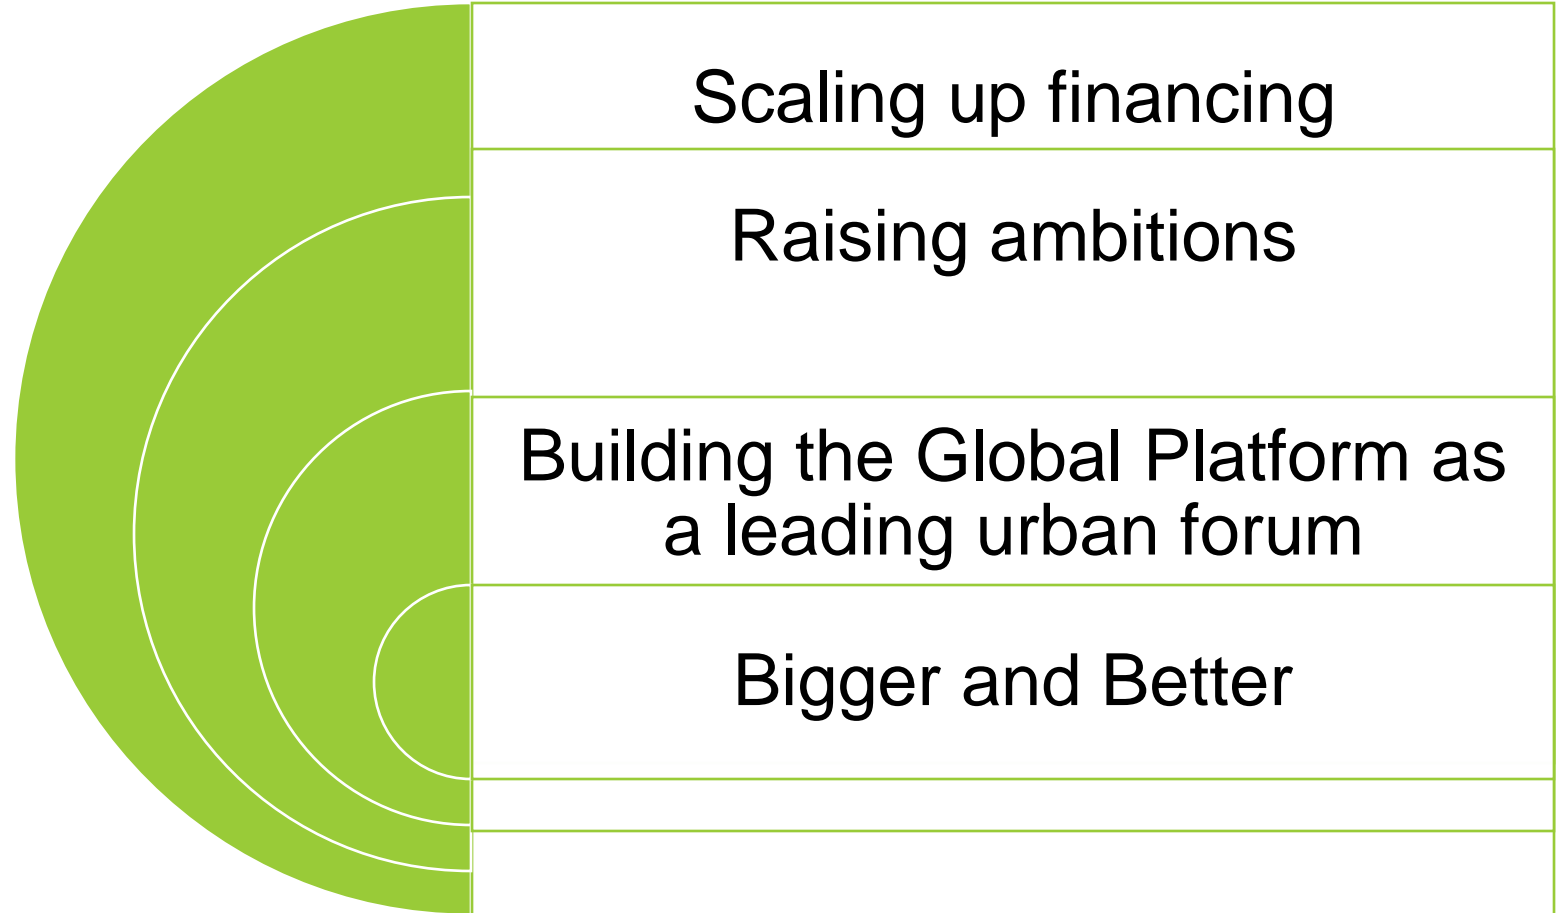 Scaling up financing
Raising ambitions
Building the Global Platform as
a leading urban forum
Bigger and Better